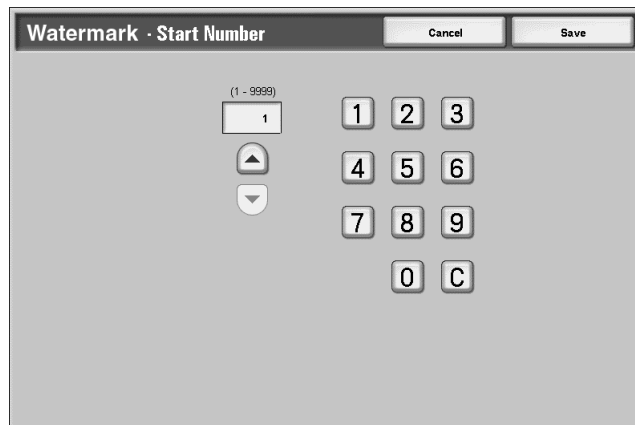 Watermark · Start Number
Cancel
Save
(1 - 9999)
1
1 2 3
4 5 6
7 8 9
0 C